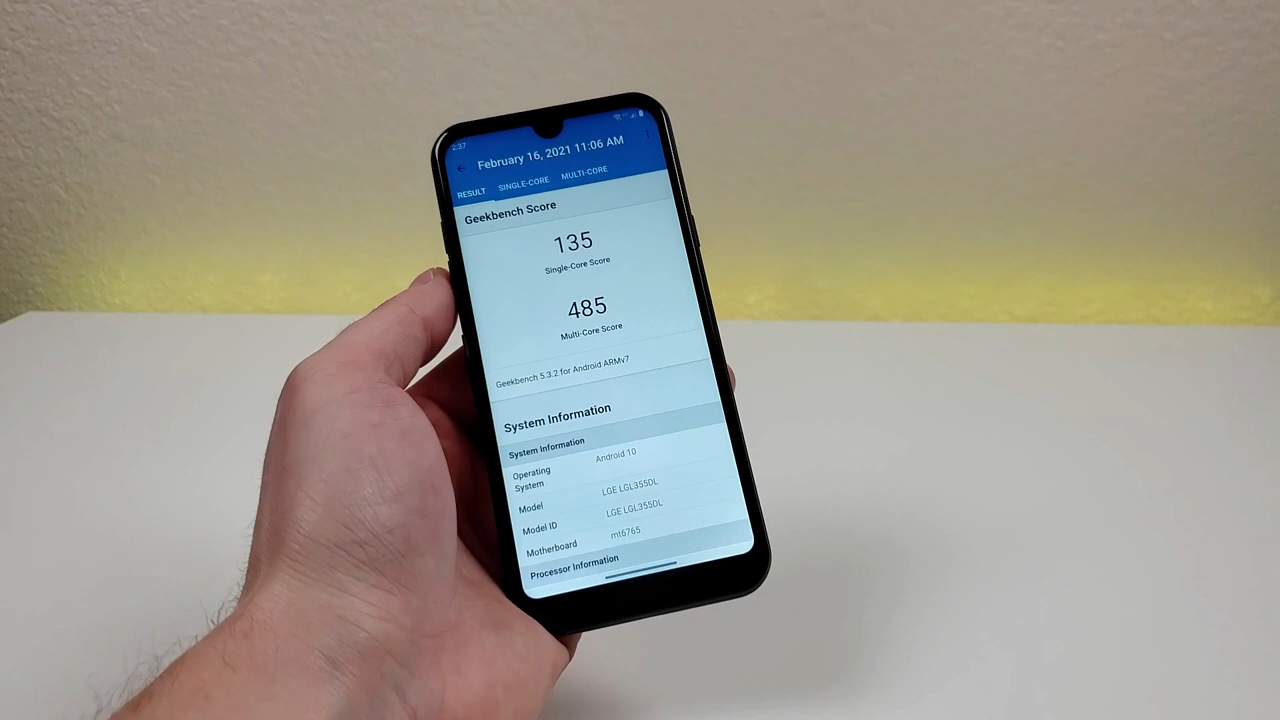 2:37
February 16, 2021 11:06 AM
RESULT SINGLE-CORE MULTI-CORE
Geekbench Score
135
Single-Core Score
485
Multi-Core Score
Geekbench 5.3.2 for Android ARMv7
System Information
System Information
Operating System Android 10
Model LGE LGL355DL
Model ID LGE LGL355DL
Motherboard mt6765
Processor Information